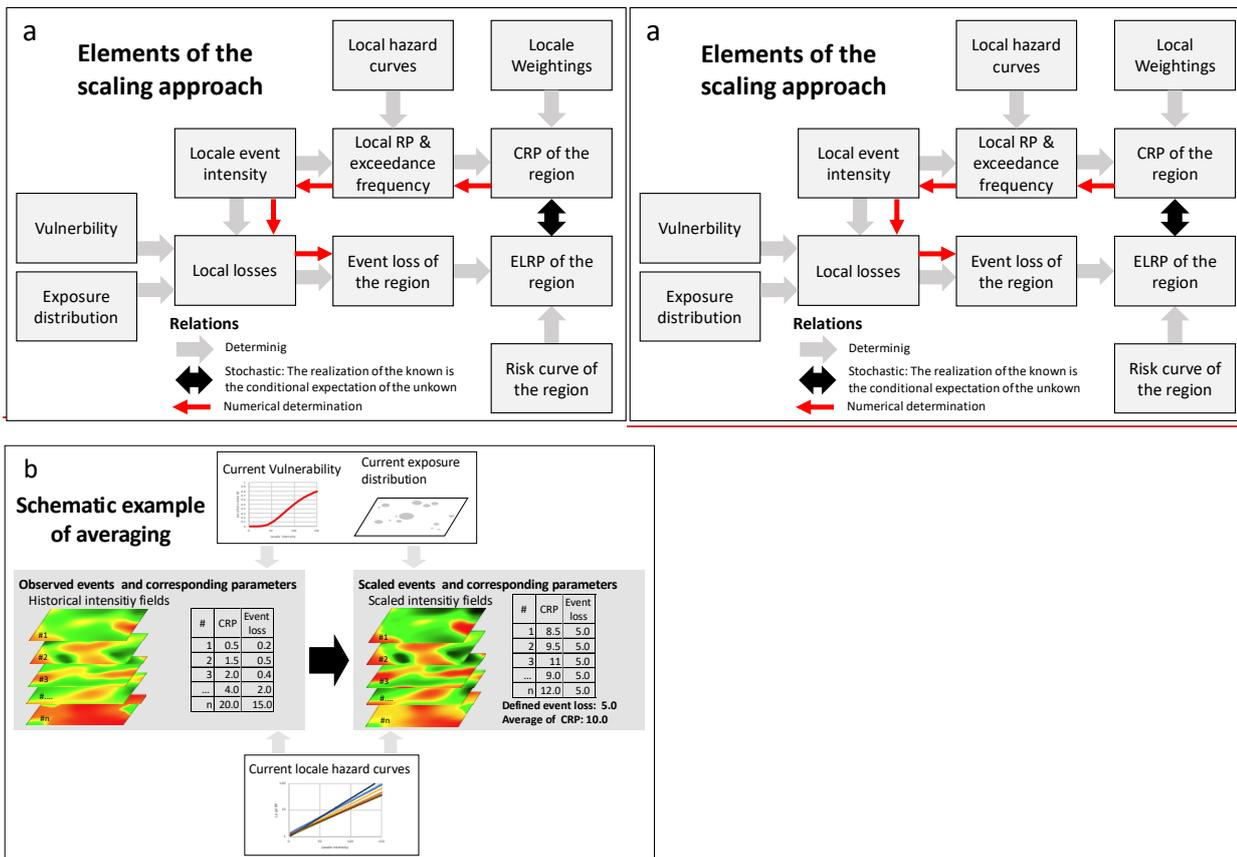 a
Elements of the
scaling approach
Local hazard
curves
Locale
Weightings
Locale event
intensity
Local RP &
exceedance
frequency
CRP of the
region
Vulnerbility
Exposure
distribution
Local losses
Event loss of
the region
ELRP of the
region
Risk curve of
the region
Relations
Determinig
Stochastic: The realization of the known is
the conditional expectation of the unkown
Numerical determination
a
Elements of the
scaling approach
Local hazard
curves
Local
Weightings
Local event
intensity
Local RP &
exceedance
frequency
CRP of the
region
Vulnerbility
Exposure
distribution
Local losses
Event loss of
the region
ELRP of the
region
Risk curve of
the region
Relations
Determinig
Stochastic: The realization of the known is
the conditional expectation of the unkown
Numerical determination
b
Schematic example
of averaging
Current Vulnerability
Current exposure
distribution
Observed events and corresponding parameters
Historical intensitiy fields
#1
#2
#3
#....
#n
# CRP Event loss
1 0.5 0.2
2 1.5 0.5
3 2.0 0.4
... 4.0 2.0
n 20.0 15.0
Scaled events and corresponding parameters
Scaled intensitiy fields
#1
#2
#3
#....
#n
# CRP Event loss
1 8.5 5.0
2 9.5 5.0
3 11 5.0
... 9.0 5.0
n 12.0 5.0
Defined event loss: 5.0
Average of CRP: 10.0
Current locale hazard curves